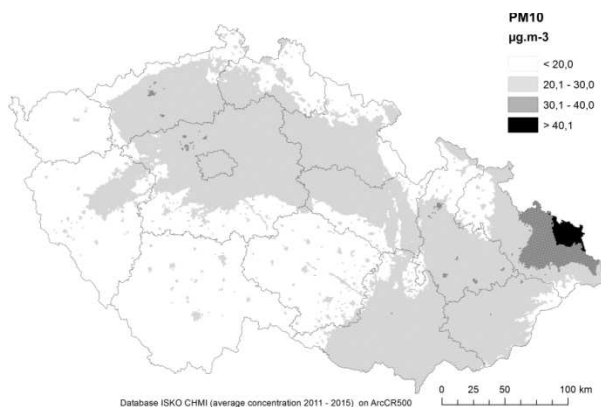 PM10
µg.m-3
< 20,0
20,1 - 30,0
30,1 - 40,0
> 40,1
Database ISKO CHMI (average concentration 2011 - 2015) on ArcCR500
0 25 50 100 km